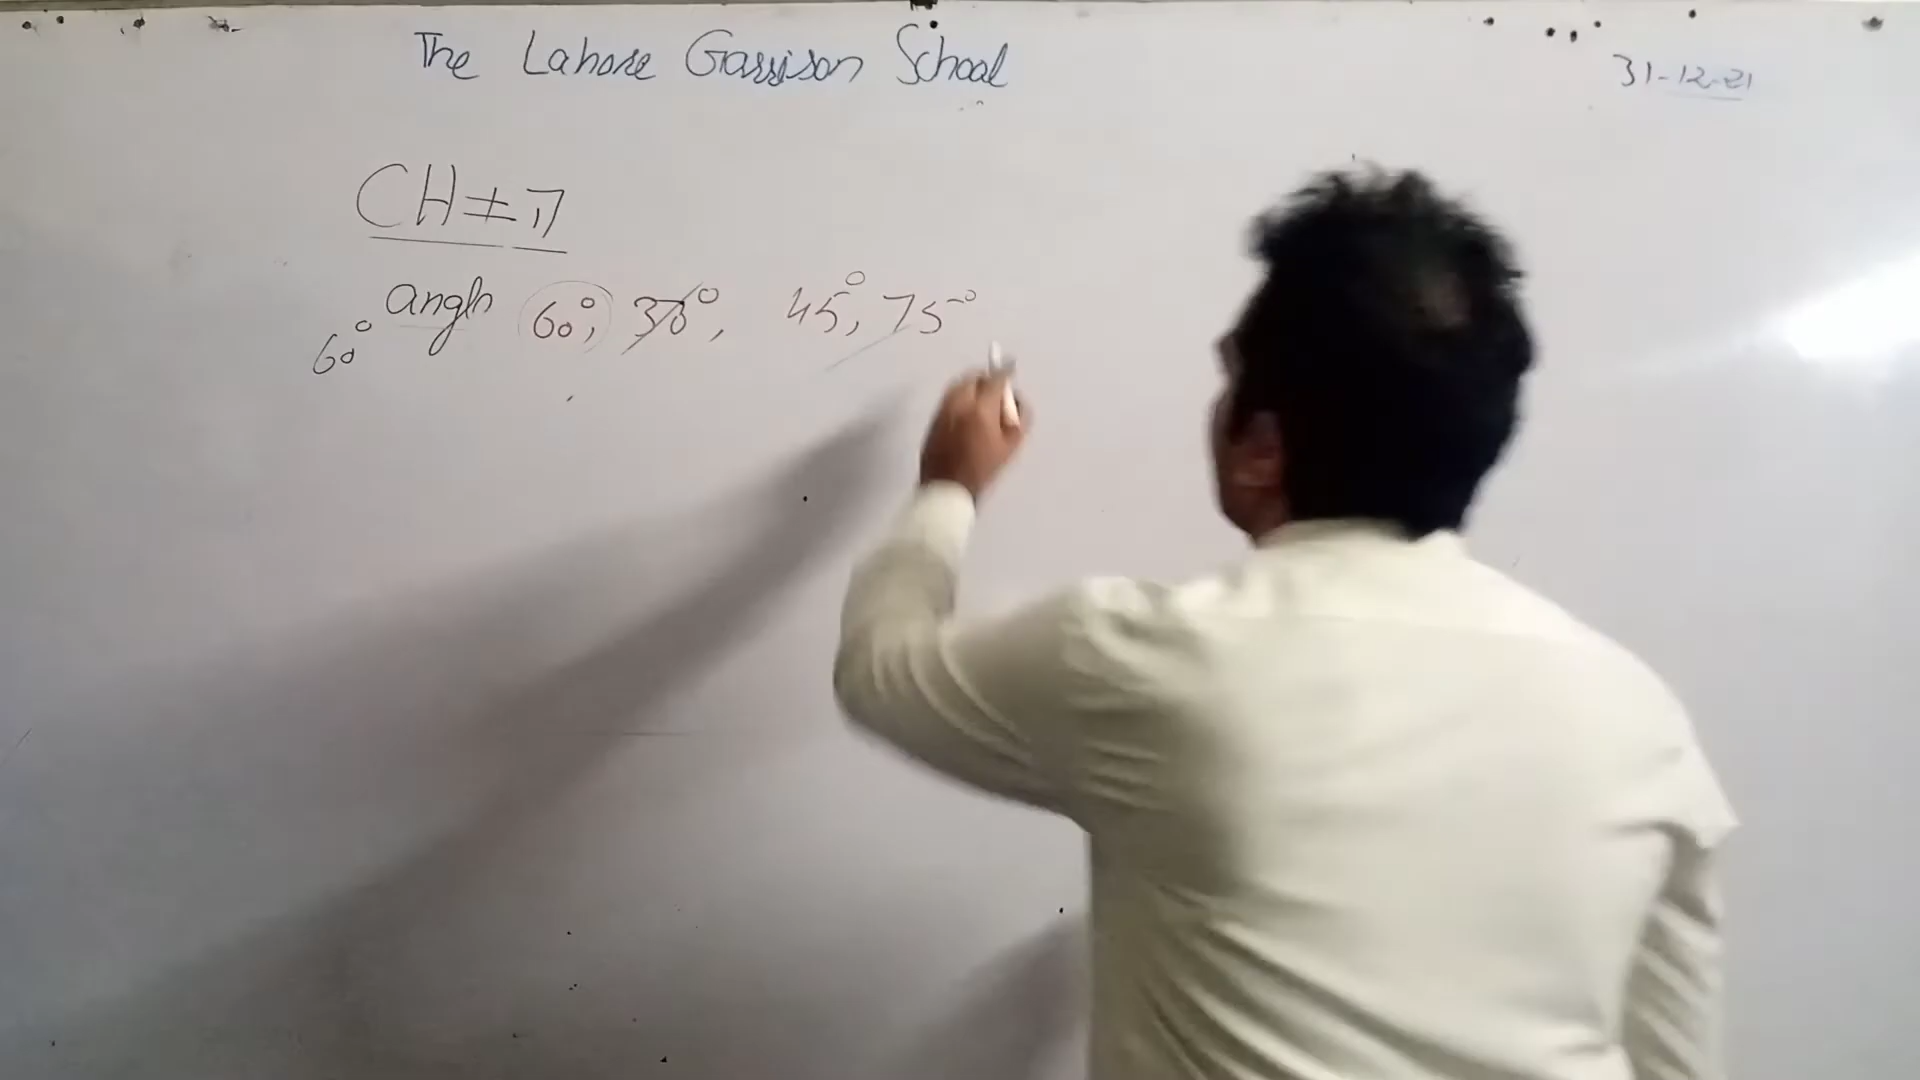 The Lahore Garrison School
31-12-21
CH # 7
angle 60°, 30°, 45°, 75°
60°